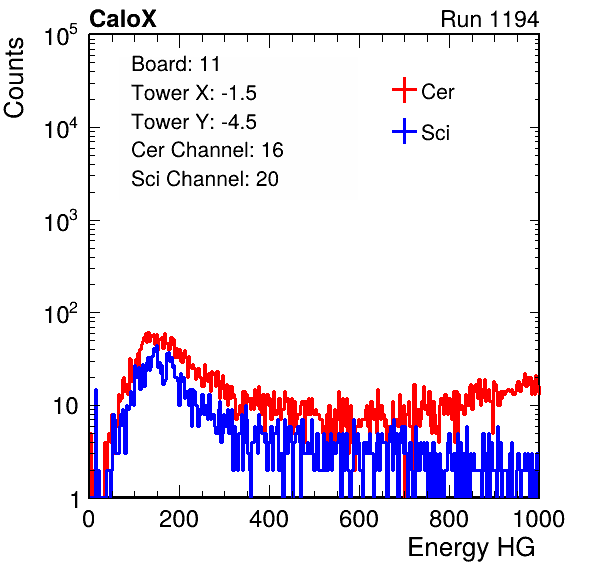 CaloX Run 1194
Board: 11
Tower X: -1.5
Tower Y: -4.5
Cer Channel: 16
Sci Channel: 20
Cer
Sci
Counts
10^5
10^4
10^3
10^2
10
1
0 200 400 600 800 1000
Energy HG